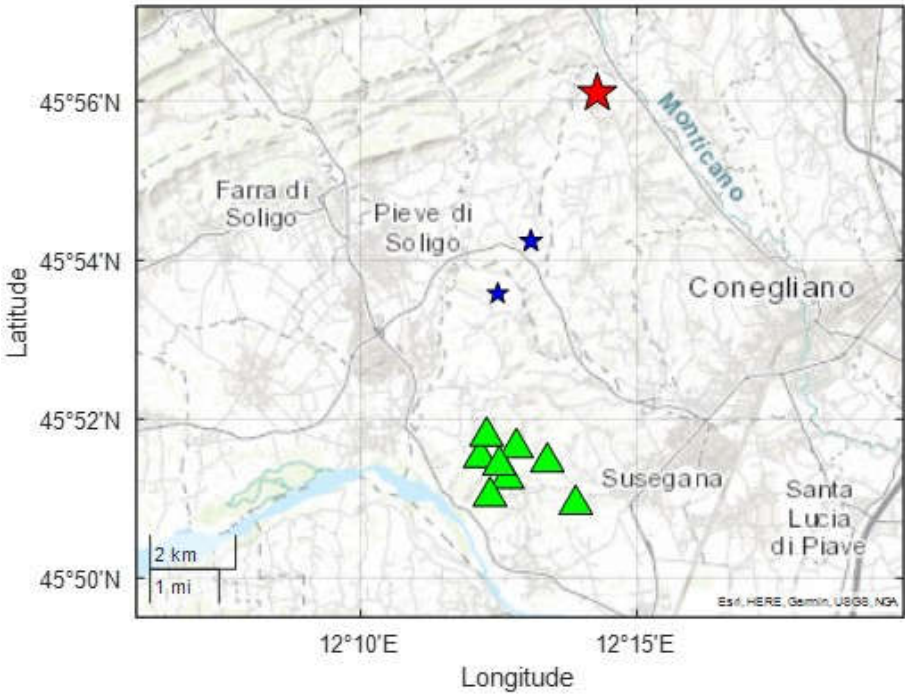 45°56'N
Monticano
Farra di
Soligo
Pieve di
Soligo
45°54'N
Conegliano
Latitude
45°52'N
Susegana
Santa
Lucia
di Piave
2 km
1 mi
45°50'N
Esri, HERE, Garmin, USGS, NGA
12°10'E
12°15'E
Longitude